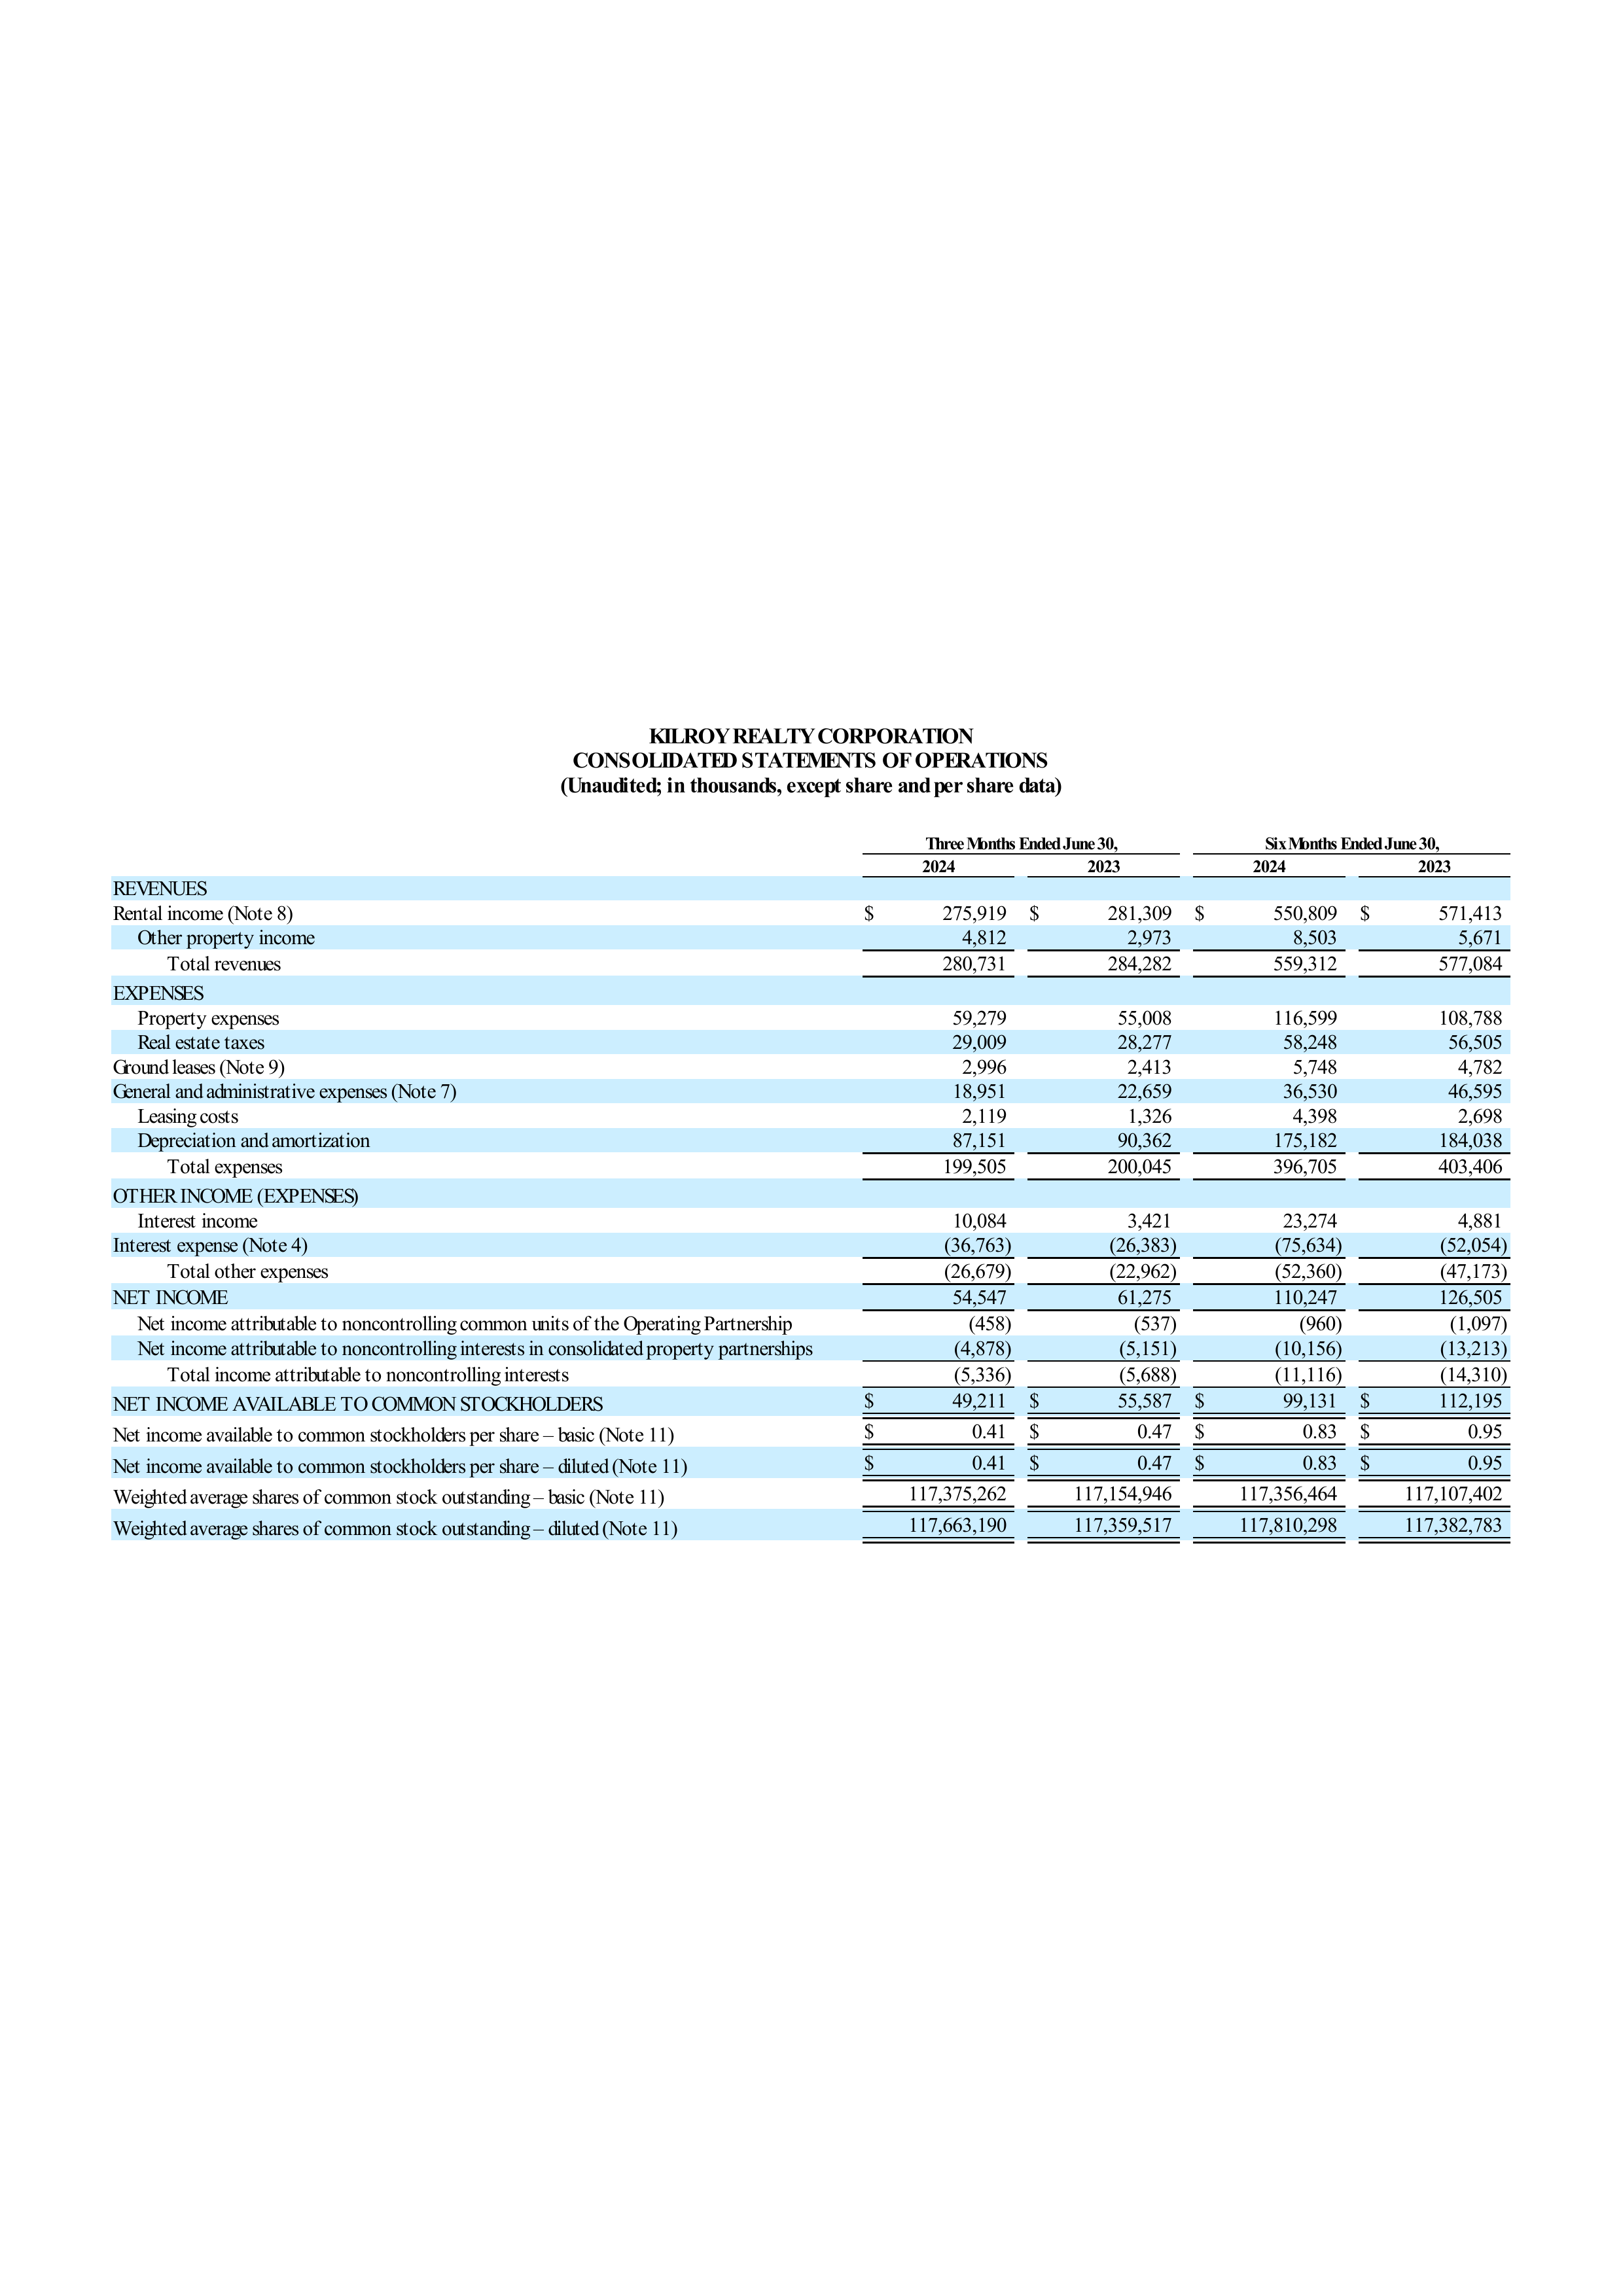 KILROY REALTY CORPORATION
CONSOLIDATED STATEMENTS OF OPERATIONS
(Unaudited; in thousands, except share and per share data)
Three Months Ended June 30, Six Months Ended June 30,
2024 2023 2024 2023
REVENUES
Rental income (Note 8) $ 275,919 $ 281,309 $ 550,809 $ 571,413
Other property income 4,812 2,973 8,503 5,671
Total revenues 280,731 284,282 559,312 577,084
EXPENSES
Property expenses 59,279 55,008 116,599 108,788
Real estate taxes 29,009 28,277 58,248 56,505
Ground leases (Note 9) 2,996 2,413 5,748 4,782
General and administrative expenses (Note 7) 18,951 22,659 36,530 46,595
Leasing costs 2,119 1,326 4,398 2,698
Depreciation and amortization 87,151 90,362 175,182 184,038
Total expenses 199,505 200,045 396,705 403,406
OTHER INCOME (EXPENSES)
Interest income 10,084 3,421 23,274 4,881
Interest expense (Note 4) (36,763) (26,383) (75,634) (52,054)
Total other expenses (26,679) (22,962) (52,360) (47,173)
NET INCOME 54,547 61,275 110,247 126,505
Net income attributable to noncontrolling common units of the Operating Partnership (458) (537) (960) (1,097)
Net income attributable to noncontrolling interests in consolidated property partnerships (4,878) (5,151) (10,156) (13,213)
Total income attributable to noncontrolling interests (5,336) (5,688) (11,116) (14,310)
NET INCOME AVAILABLE TO COMMON STOCKHOLDERS $ 49,211 $ 55,587 $ 99,131 $ 112,195
Net income available to common stockholders per share – basic (Note 11) $ 0.41 $ 0.47 $ 0.83 $ 0.95
Net income available to common stockholders per share – diluted (Note 11) $ 0.41 $ 0.47 $ 0.83 $ 0.95
Weighted average shares of common stock outstanding – basic (Note 11) 117,375,262 117,154,946 117,356,464 117,107,402
Weighted average shares of common stock outstanding – diluted (Note 11) 117,663,190 117,359,517 117,810,298 117,382,783